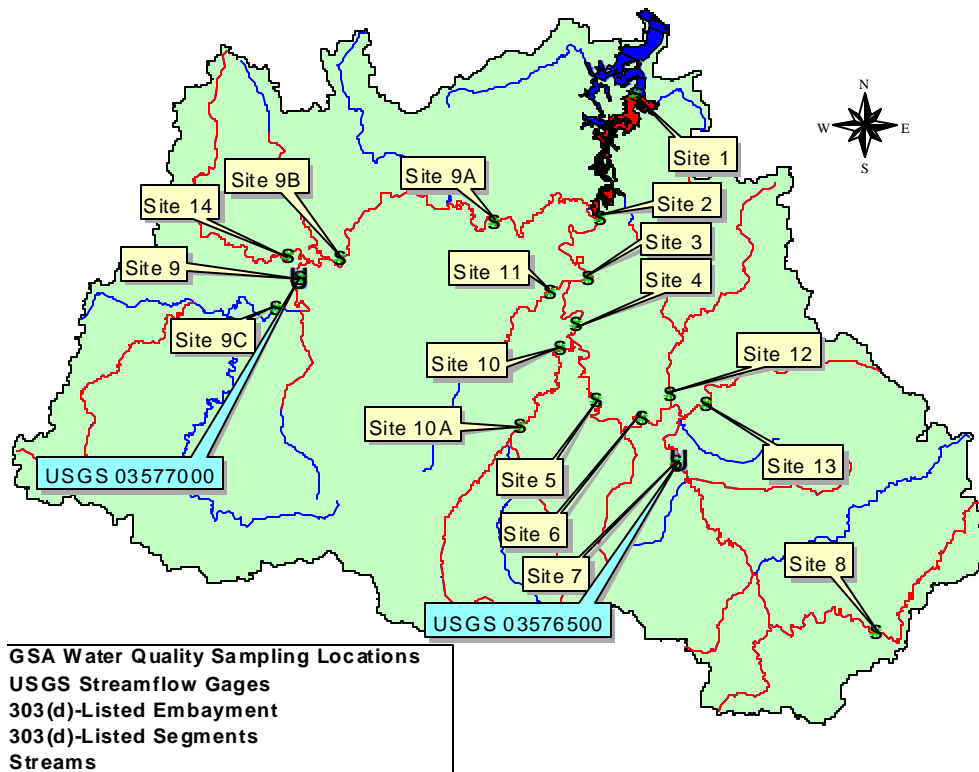 N
W E
S
Site 1
Site 9B
Site 9A
Site 14
Site 2
Site 9
Site 3
Site 11
Site 4
Site 9C
Site 12
Site 10
Site 10A
Site 13
USGS 03577000
Site 5
Site 6
Site 7
Site 8
USGS 03576500
GSA Water Quality Sampling Locations
USGS Streamflow Gages
303(d)-Listed Embayment
303(d)-Listed Segments
Streams